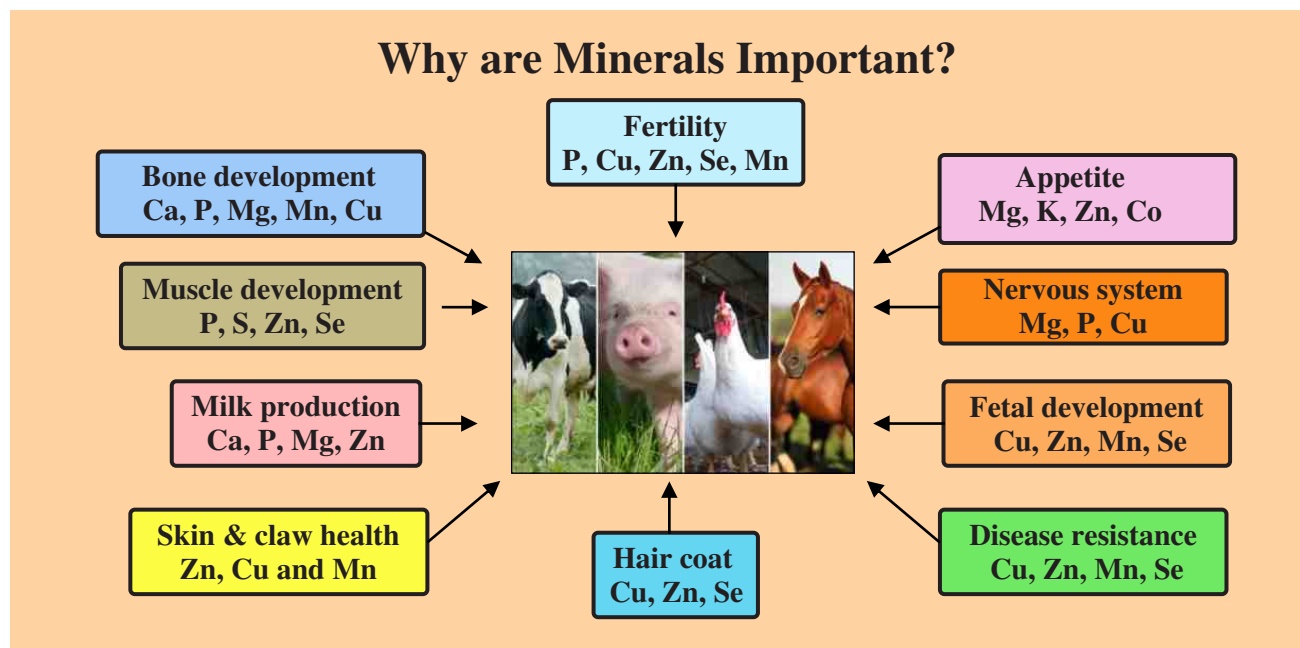 Why are Minerals Important?
Fertility
P, Cu, Zn, Se, Mn
Bone development
Ca, P, Mg, Mn, Cu
Appetite
Mg, K, Zn, Co
Muscle development
P, S, Zn, Se
Nervous system
Mg, P, Cu
Milk production
Ca, P, Mg, Zn
Fetal development
Cu, Zn, Mn, Se
Skin & claw health
Zn, Cu and Mn
Hair coat
Cu, Zn, Se
Disease resistance
Cu, Zn, Mn, Se